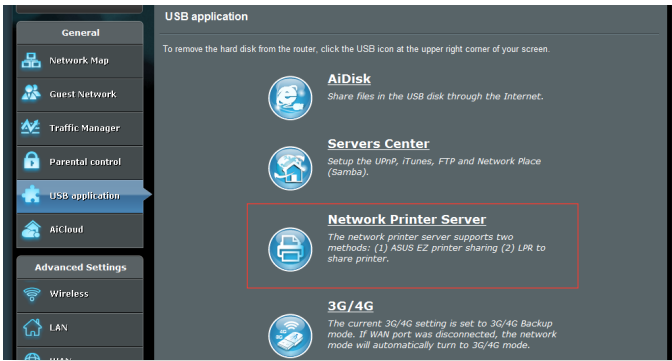 General
Network Map
Guest Network
Traffic Manager
Parental control
USB application
AiCloud
Advanced Settings
Wireless
LAN
WAN
USB application
To remove the hard disk from the router, click the USB icon at the upper right corner of your screen.
AiDisk
Share files in the USB disk through the Internet.
Servers Center
Setup the UPnP, iTunes, FTP and Network Place
(Samba).
Network Printer Server
The network printer server supports two
methods: (1) ASUS EZ printer sharing (2) LPR to
share printer.
3G/4G
The current 3G/4G setting is set to 3G/4G Backup
mode. If WAN port was disconnected, the network
mode will automatically turn to 3G/4G mode.